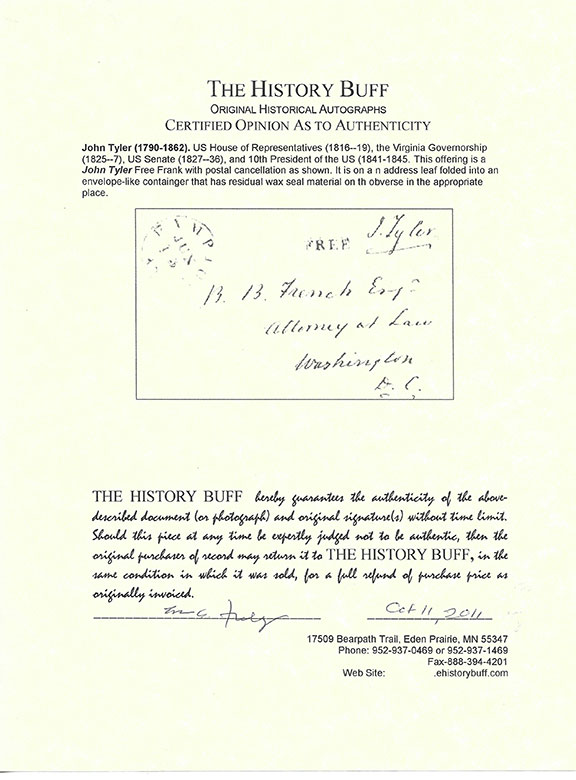 THE HISTORY BUFF
ORIGINAL HISTORICAL AUTOGRAPHS
CERTIFIED OPINION AS TO AUTHENTICITY
John Tyler (1790-1862). US House of Representatives (1816--19), the Virginia Governorship
(1825--7), US Senate (1827--36), and 10th President of the US (1841-1845. This offering is a
John Tyler Free Frank with postal cancellation as shown. It is on a n address leaf folded into an
envelope-like containger that has residual wax seal material on th obverse in the appropriate
place.
FREE
J. Tyler
B. B. French Esqr
Attorney at Law
Washington
D. C.
THE HISTORY BUFF hereby guarantees the authenticity of the above-
described document (or photograph) and original signature(s) without time limit.
Should this piece at any time be expertly judged not to be authentic, then the
original purchaser of record may return it to THE HISTORY BUFF, in the
same condition in which it was sold, for a full refund of purchase price as
originally invoiced.
Oct 11, 2011
17509 Bearpath Trail, Eden Prairie, MN 55347
Phone: 952-937-0469 or 952-937-1469
Fax-888-394-4201
Web Site: .ehistorybuff.com